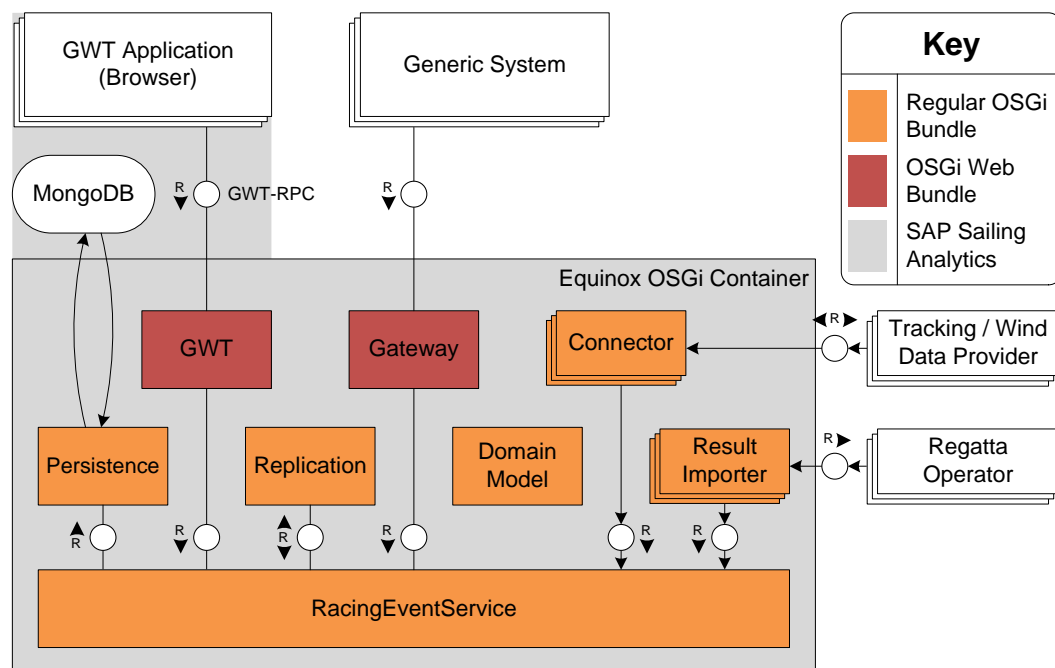 GWT Application
(Browser)
Generic System
Key
Regular OSGi
Bundle
OSGi Web
Bundle
SAP Sailing
Analytics
MongoDB
R
GWT-RPC
R
Equinox OSGi Container
GWT
Gateway
Connector
R
Tracking / Wind
Data Provider
Persistence
Replication
Domain
Model
Result
Importer
R
Regatta
Operator
R
R
R
R
R
R
RacingEventService